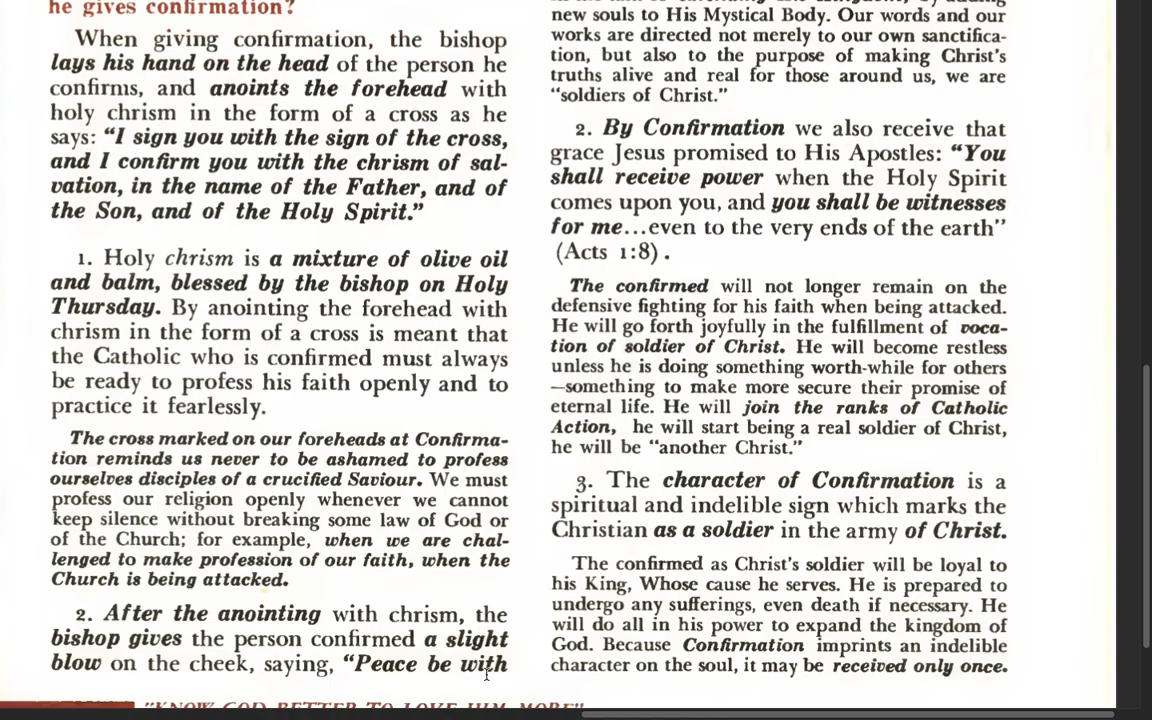 he gives confirmation?
When giving confirmation, the bishop
lays his hand on the head of the person he
confirms, and anoints the forehead with
holy chrism in the form of a cross as he
says: “I sign you with the sign of the cross,
and I confirm you with the chrism of sal-
vation, in the name of the Father, and of
the Son, and of the Holy Spirit.”
1. Holy chrism is a mixture of olive oil
and balm, blessed by the bishop on Holy
Thursday. By anointing the forehead with
chrism in the form of a cross is meant that
the Catholic who is confirmed must always
be ready to profess his faith openly and to
practice it fearlessly.
The cross marked on our foreheads at Confirma-
tion reminds us never to be ashamed to profess
ourselves disciples of a crucified Saviour. We must
profess our religion openly whenever we cannot
keep silence without breaking some law of God or
of the Church; for example, when we are chal-
lenged to make profession of our faith, when the
Church is being attacked.
2. After the anointing with chrism, the
bishop gives the person confirmed a slight
blow on the cheek, saying, “Peace be with
new souls to His Mystical Body. Our words and our
works are directed not merely to our own sanctifica-
tion, but also to the purpose of making Christ's
truths alive and real for those around us, we are
“soldiers of Christ.”
2. By Confirmation we also receive that
grace Jesus promised to His Apostles: “You
shall receive power when the Holy Spirit
comes upon you, and you shall be witnesses
for me...even to the very ends of the earth”
(Acts 1:8).
The confirmed will not longer remain on the
defensive fighting for his faith when being attacked.
He will go forth joyfully in the fulfillment of voca-
tion of soldier of Christ. He will become restless
unless he is doing something worth-while for others
—something to make more secure their promise of
eternal life. He will join the ranks of Catholic
Action, he will start being a real soldier of Christ,
he will be “another Christ.”
3. The character of Confirmation is a
spiritual and indelible sign which marks the
Christian as a soldier in the army of Christ.
The confirmed as Christ's soldier will be loyal to
his King, Whose cause he serves. He is prepared to
undergo any sufferings, even death if necessary. He
will do all in his power to expand the kingdom of
God. Because Confirmation imprints an indelible
character on the soul, it may be received only once.
"KNOW GOD BETTER TO LOVE HIM MORE"